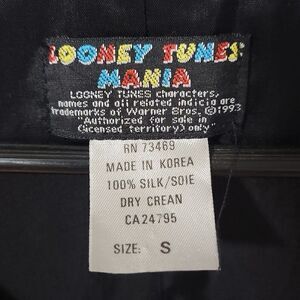 LOONEY TUNES
MANIA
LOONEY TUNES characters,
names and all related indicia are
trademarks of Warner Bros. ©1993
"Authorized for sale in
(licensed territory) only"
RN 73469
MADE IN KOREA
100% SILK/SOIE
DRY CREAN
CA24795
SIZE: S